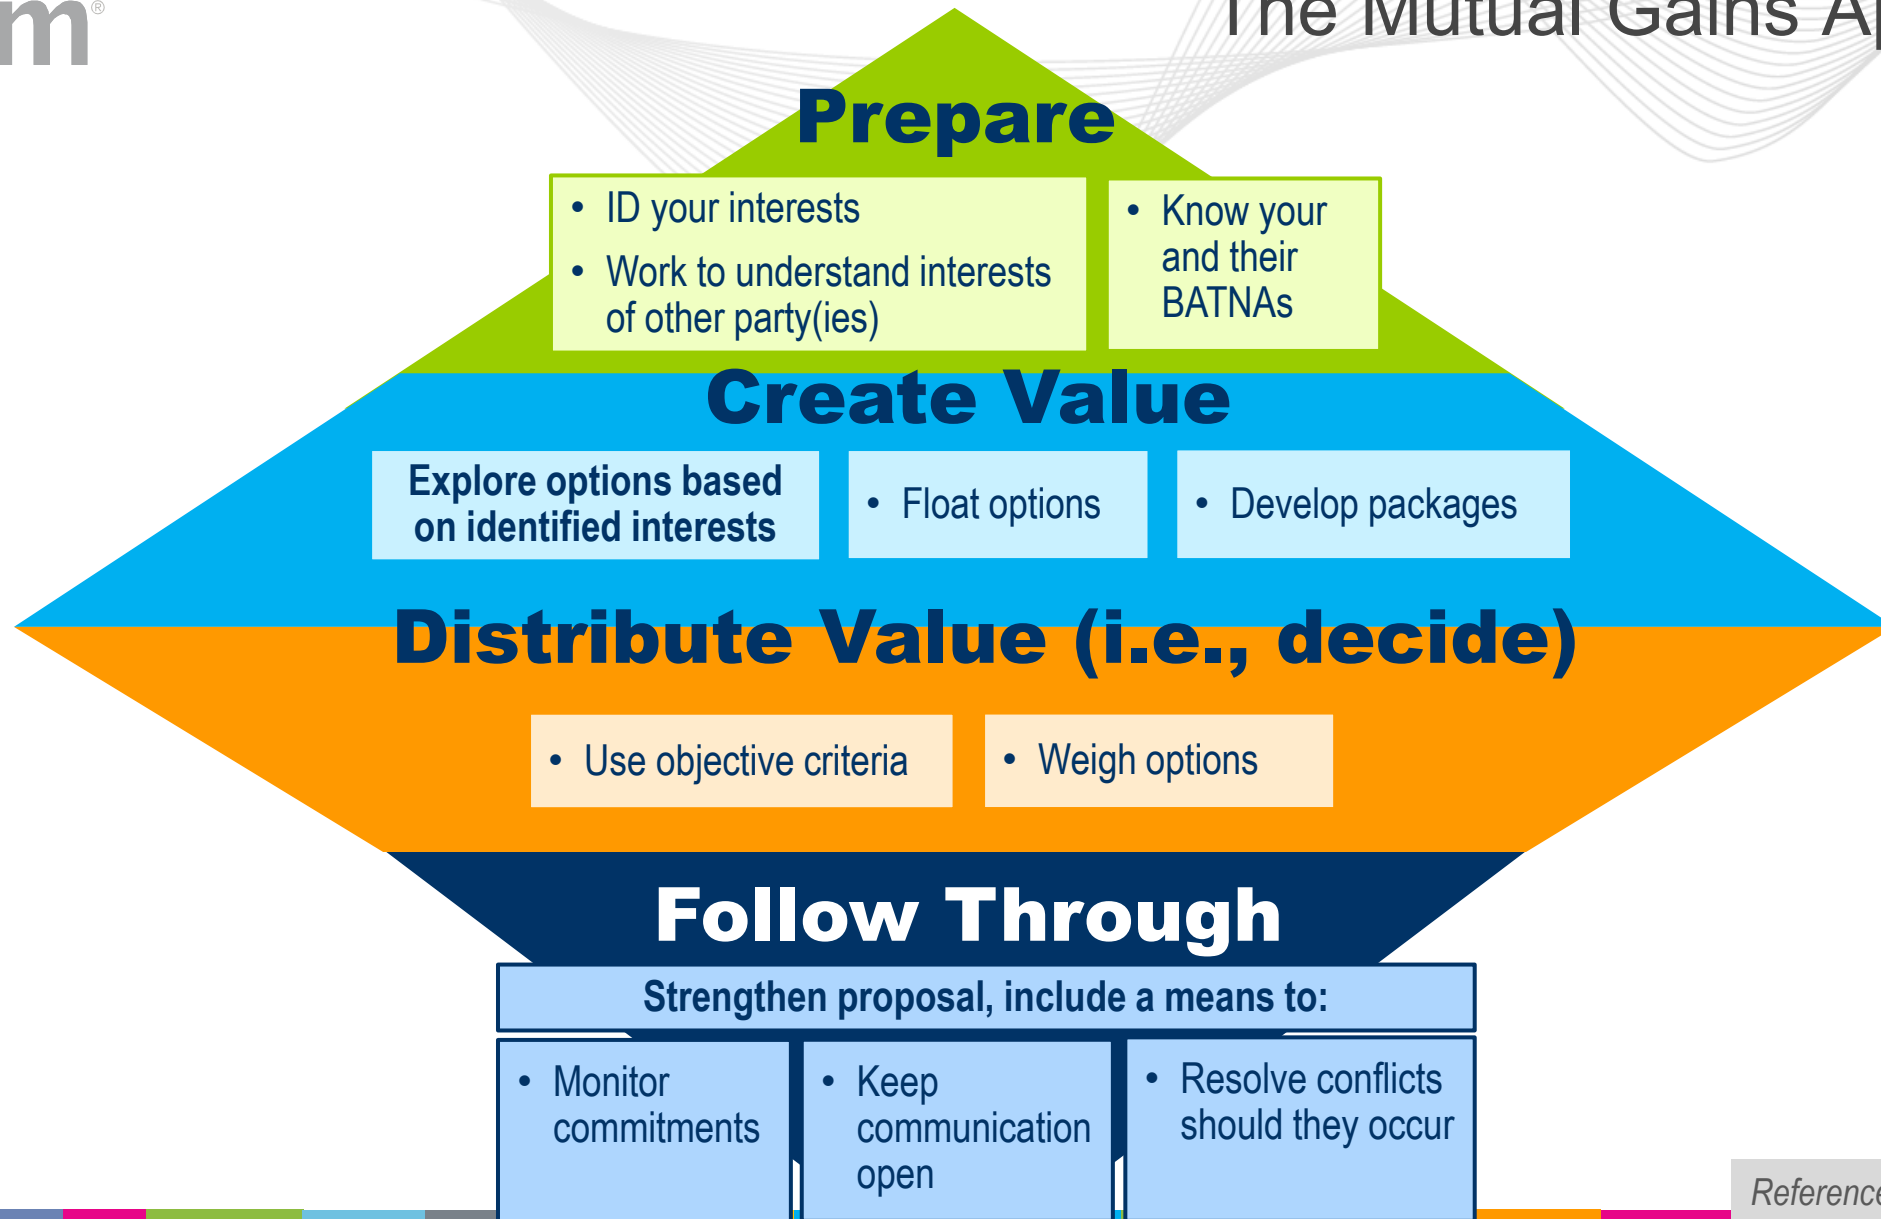 m®
The Mutual Gains
Prepare
• ID your interests
• Work to understand interests
of other party(ies)
• Know your
and their
BATNAs
Create Value
Explore options based
on identified interests
• Float options
• Develop packages
Distribute Value (i.e., decide)
• Use objective criteria
• Weigh options
Follow Through
Strengthen proposal, include a means to:
• Monitor
commitments
• Keep
communication
open
• Resolve conflicts
should they occur
Reference